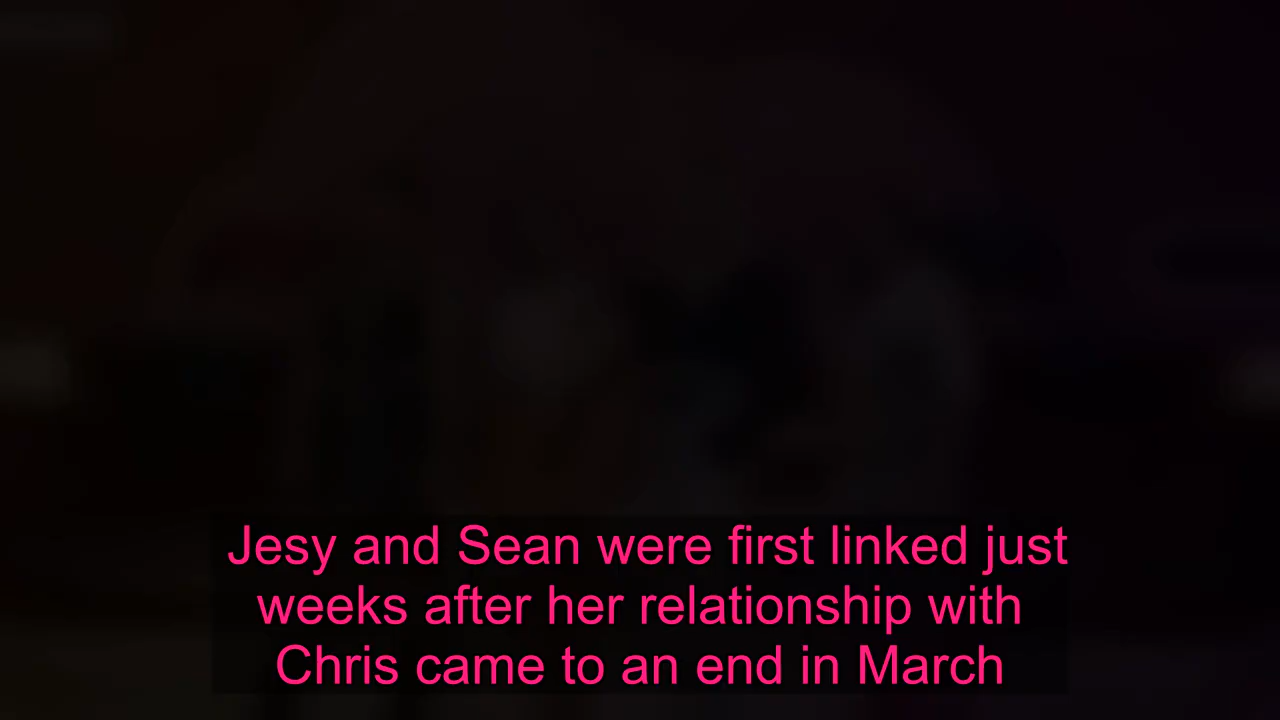 Jesy and Sean were first linked just
weeks after her relationship with
Chris came to an end in March